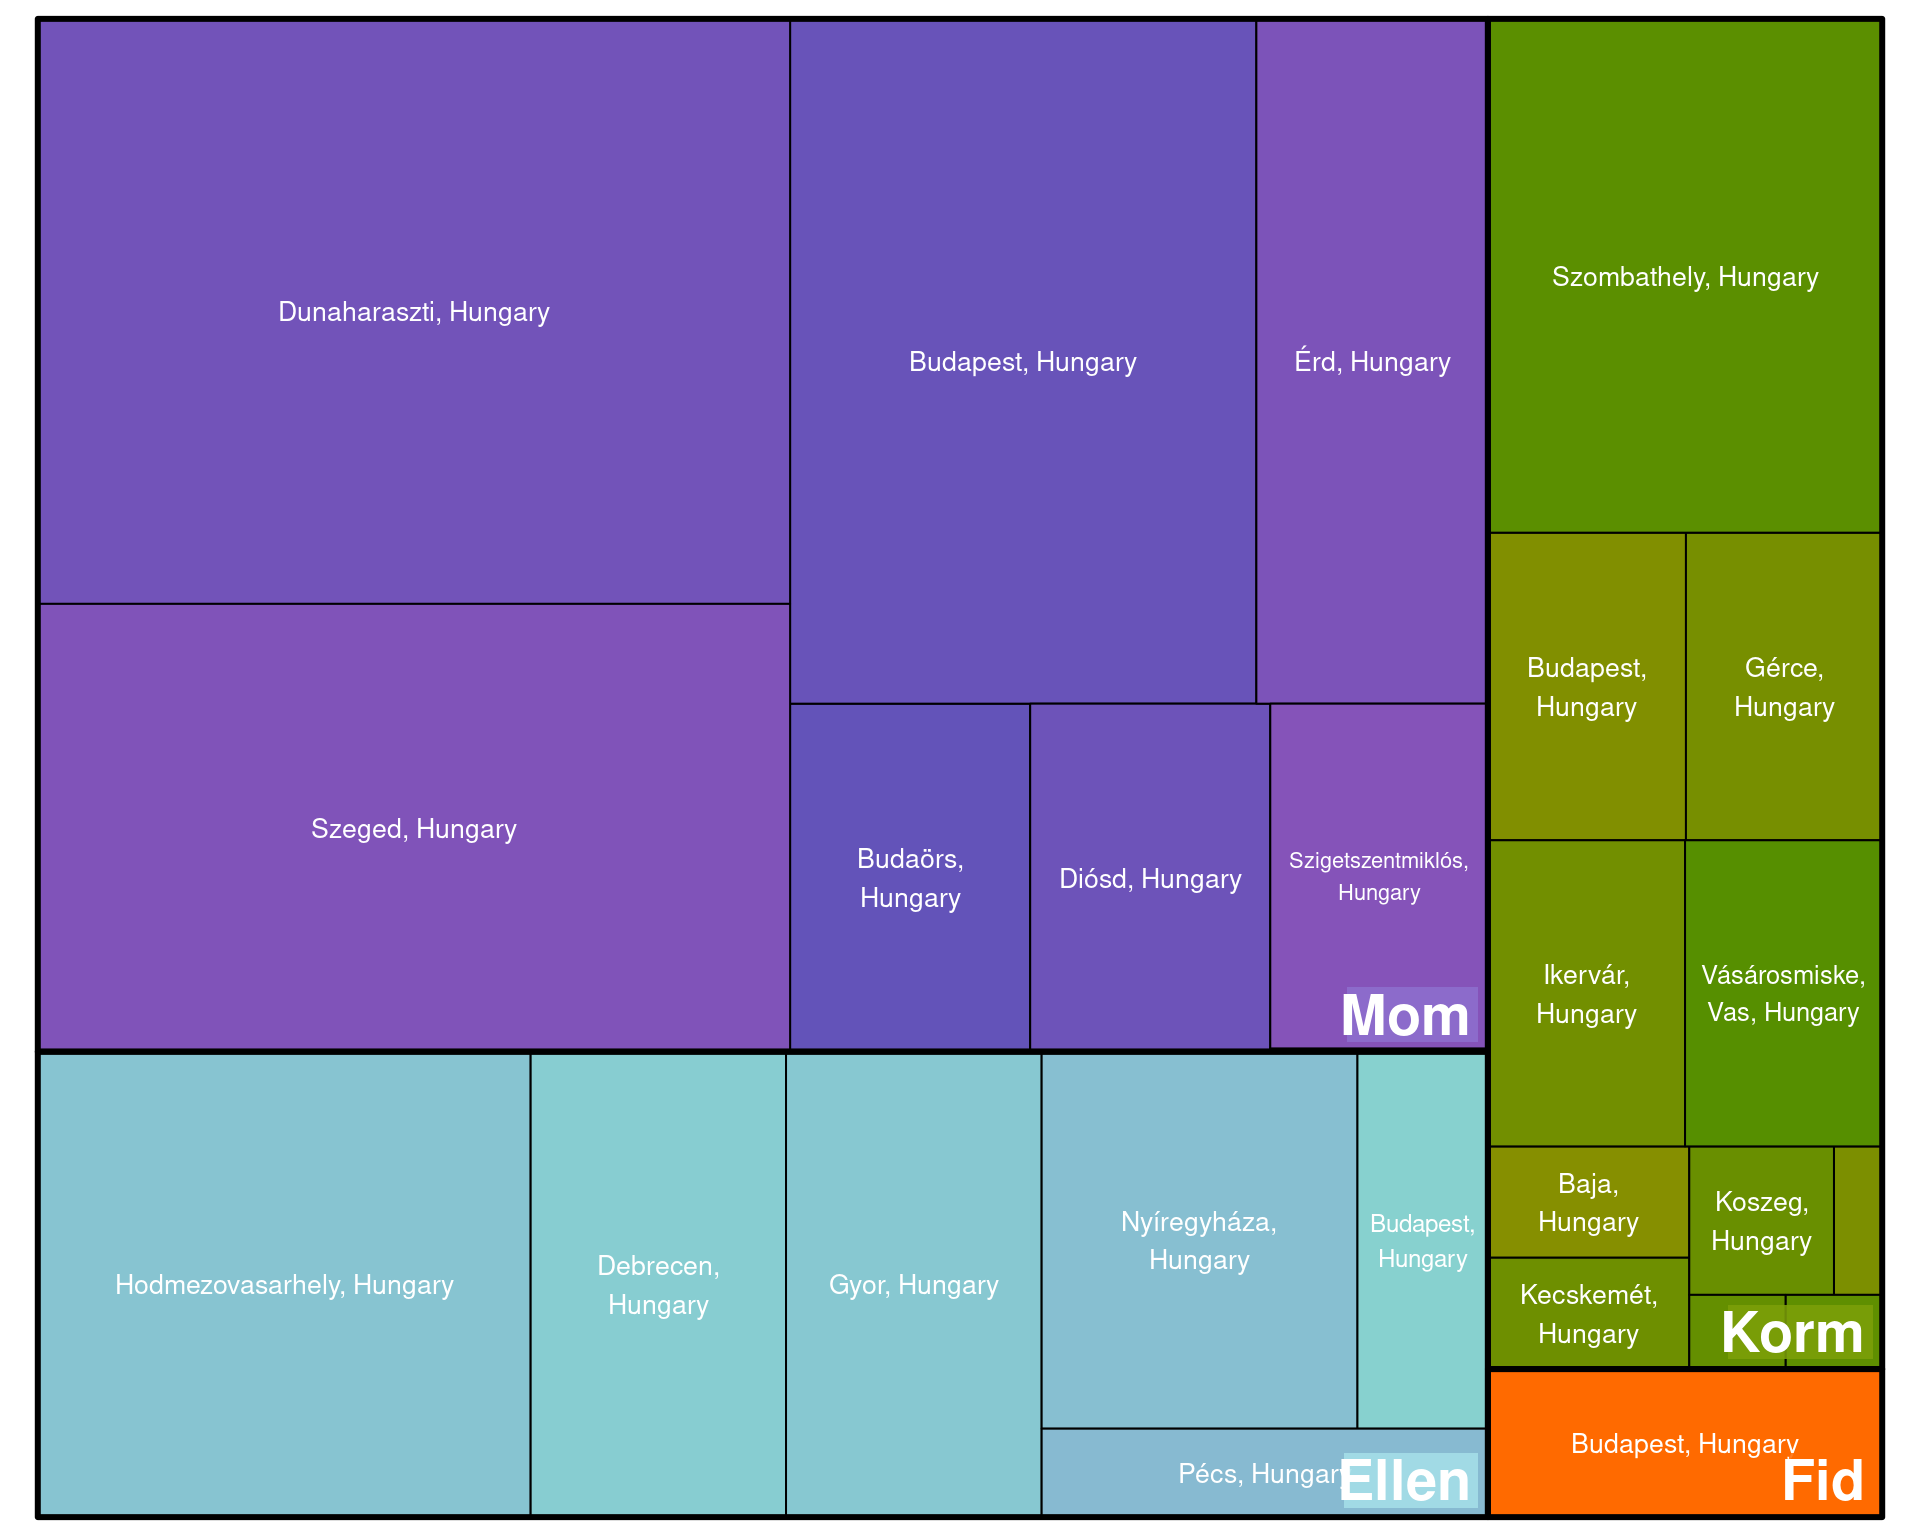 Dunaharaszti, Hungary
Budapest, Hungary
Érd, Hungary
Szeged, Hungary
Budaörs,
Hungary
Diósd, Hungary
Szigetszentmiklós,
Hungary
Mom
Szombathely, Hungary
Budapest,
Hungary
Gérce,
Hungary
Ikervár,
Hungary
Vásárosmiske,
Vas, Hungary
Baja,
Hungary
Koszeg,
Hungary
Kecskemét,
Hungary
Korm
Hodmezovasarhely, Hungary
Debrecen,
Hungary
Gyor, Hungary
Nyíregyháza,
Hungary
Budapest,
Hungary
Pécs, Hungary
Ellen
Budapest, Hungary
Fid